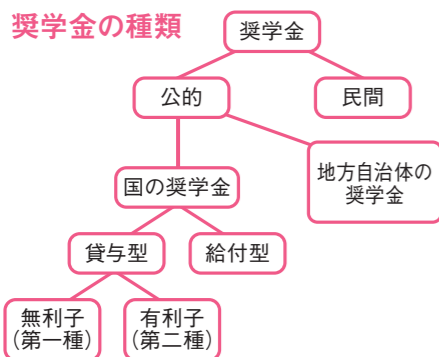 奨学金の種類
奨学金
公的
民間
国の奨学金
地方自治体の
奨学金
貸与型
給付型
無利子
(第一種)
有利子
(第二種)